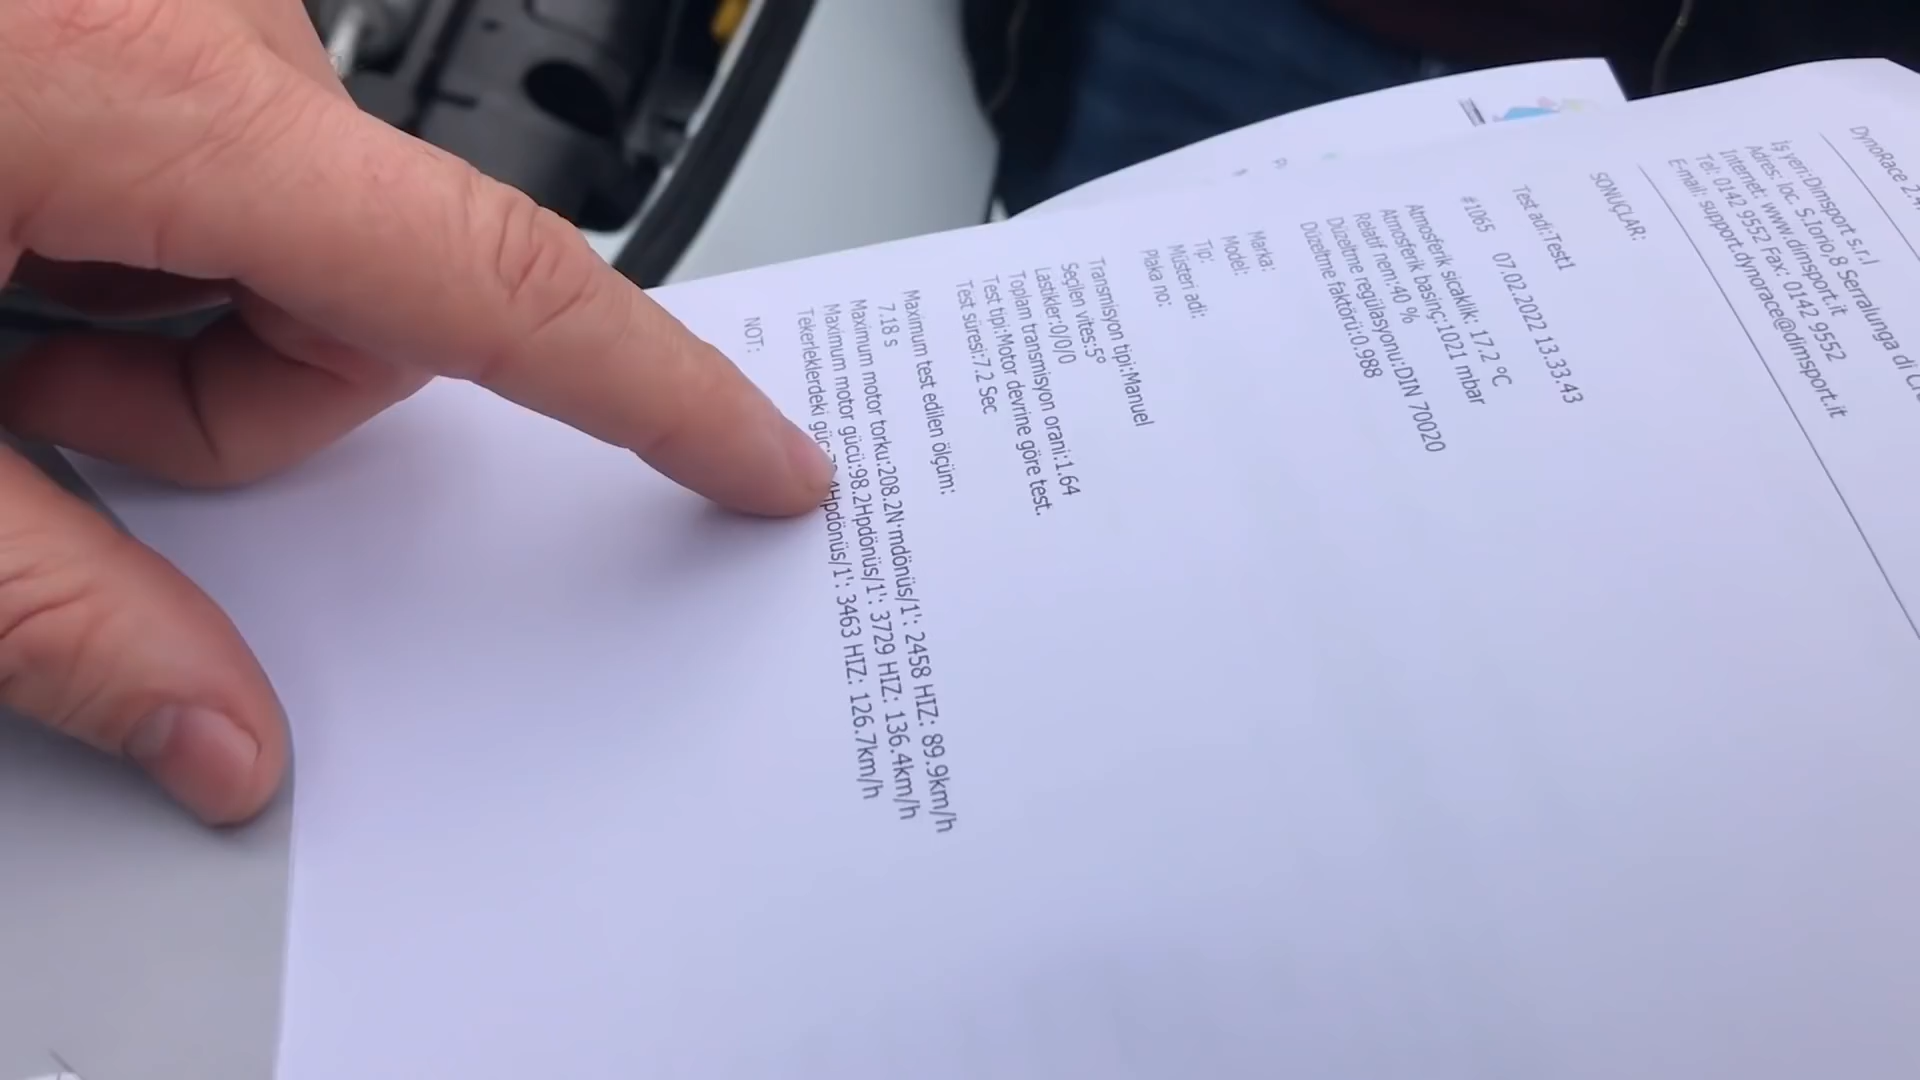 DynoRace 2.4
İş yeri:Dimsport s.r.l
Adres: loc. S.Iorio,8 Serralunga di
Internet: www.dimsport.it
Tel: 0142 9552 Fax: 0142 9552
E-mail: support.dynorace@dimsport.it
SONUÇLAR:
Test adi:Test1
#1065 07.02.2022 13.33.43
Atmosferik sicaklik: 17.2 °C
Atmosferik basinç:1021 mbar
Relatif nem:40 %
Düzeltme regülasyonu:DIN 70020
Düzeltme faktörü:0.988
Marka:
Model:
Tip:
Müsteri adi:
Plaka no:
Transmisyon tipi:Manuel
Seçilen vites:5°
Lastikler:0/0/0
Toplam transmisyon orani:1.64
Test tipi:Motor devrine göre test.
Test süresi:7.2 Sec
Maximum test edilen ölçüm:
7.18 s
Maximum motor torku:208.2N·mdönüs/1': 2458 HIZ: 89.9km/h
Maximum motor gücü:98.2Hpdönüs/1': 3729 HIZ: 136.4km/h
Tekerleklerdeki güç: 4Hpdönüs/1': 3463 HIZ: 126.7km/h
NOT: